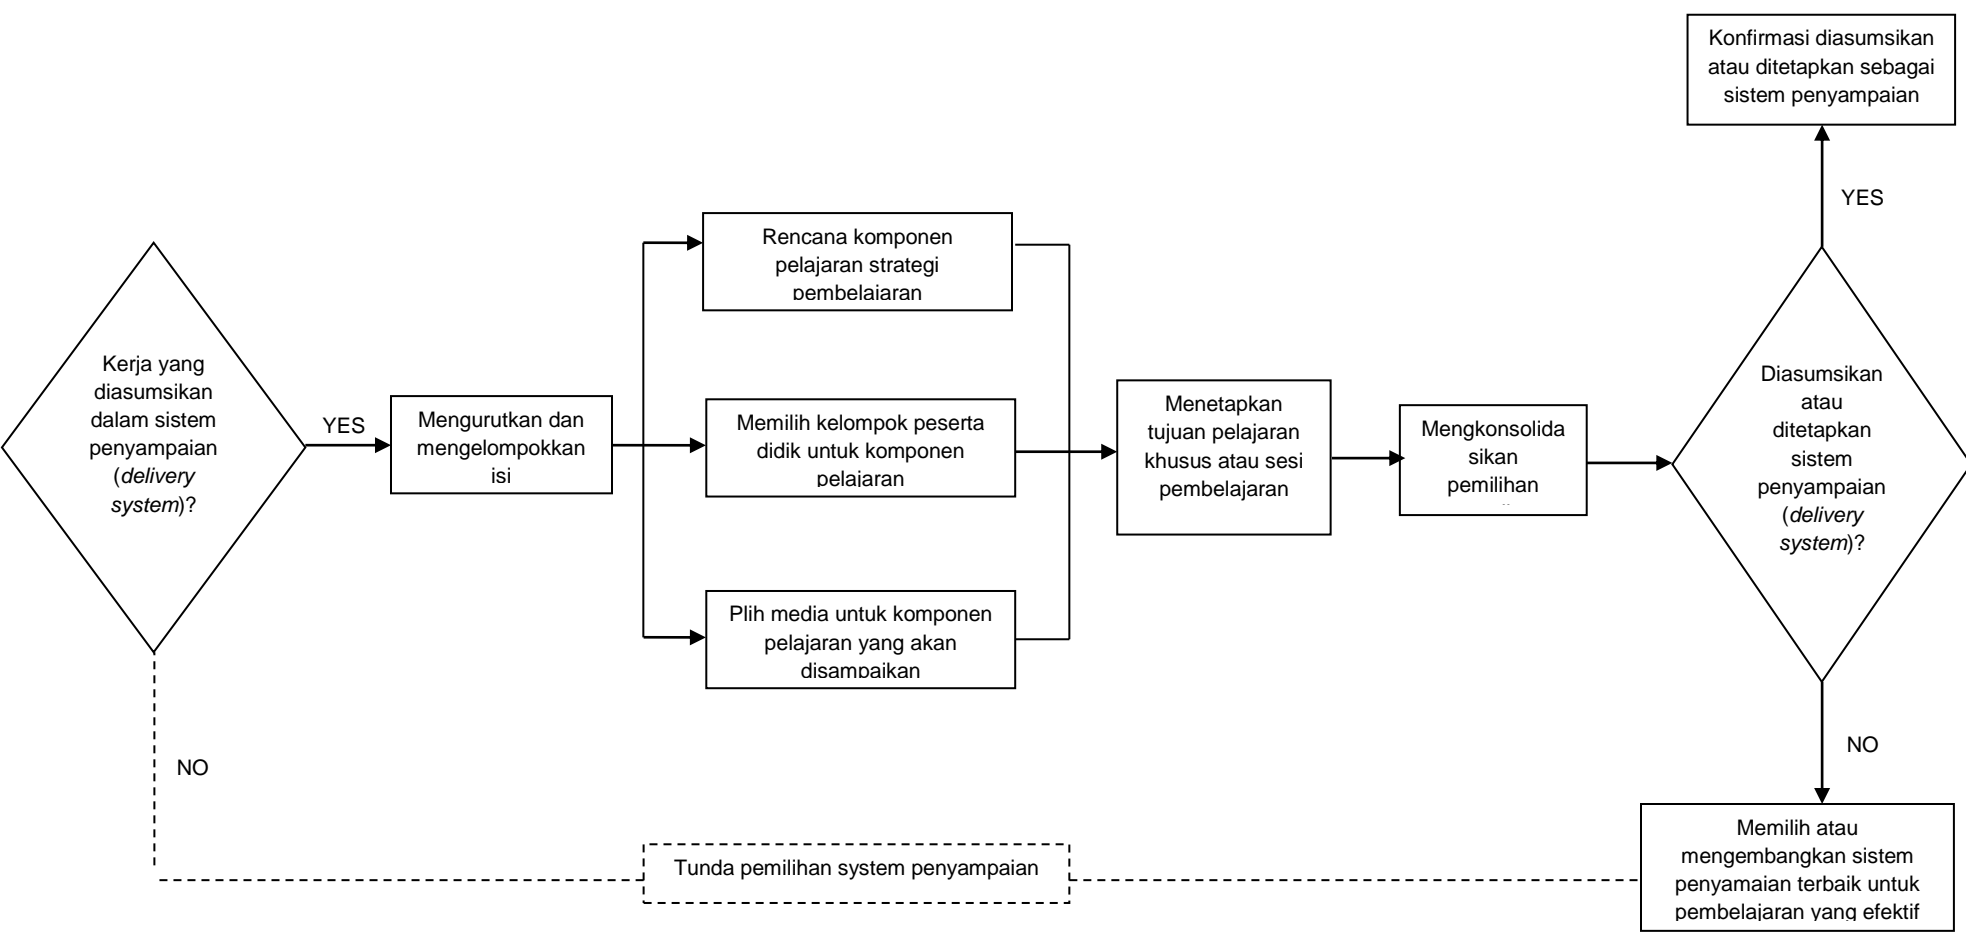 Konfirmasi diasumsikan
atau ditetapkan sebagai
sistem penyampaian
YES
Rencana komponen
pelajaran strategi
pembelajaran
Kerja yang
diasumsikan
dalam sistem
penyampaian
(delivery
system)?
YES
Mengurutkan dan
mengelompokkan
isi
Memilih kelompok peserta
didik untuk komponen
pelajaran
Plih media untuk komponen
pelajaran yang akan
disampaikan
Menetapkan
tujuan pelajaran
khusus atau sesi
pembelajaran
Mengkonsolida
sikan
pemilihan
Diasumsikan
atau
ditetapkan
sistem
penyampaian
(delivery
system)?
NO
NO
Tunda pemilihan system penyampaian
Memilih atau
mengembangkan sistem
penyamaian terbaik untuk
pembelajaran yang efektif